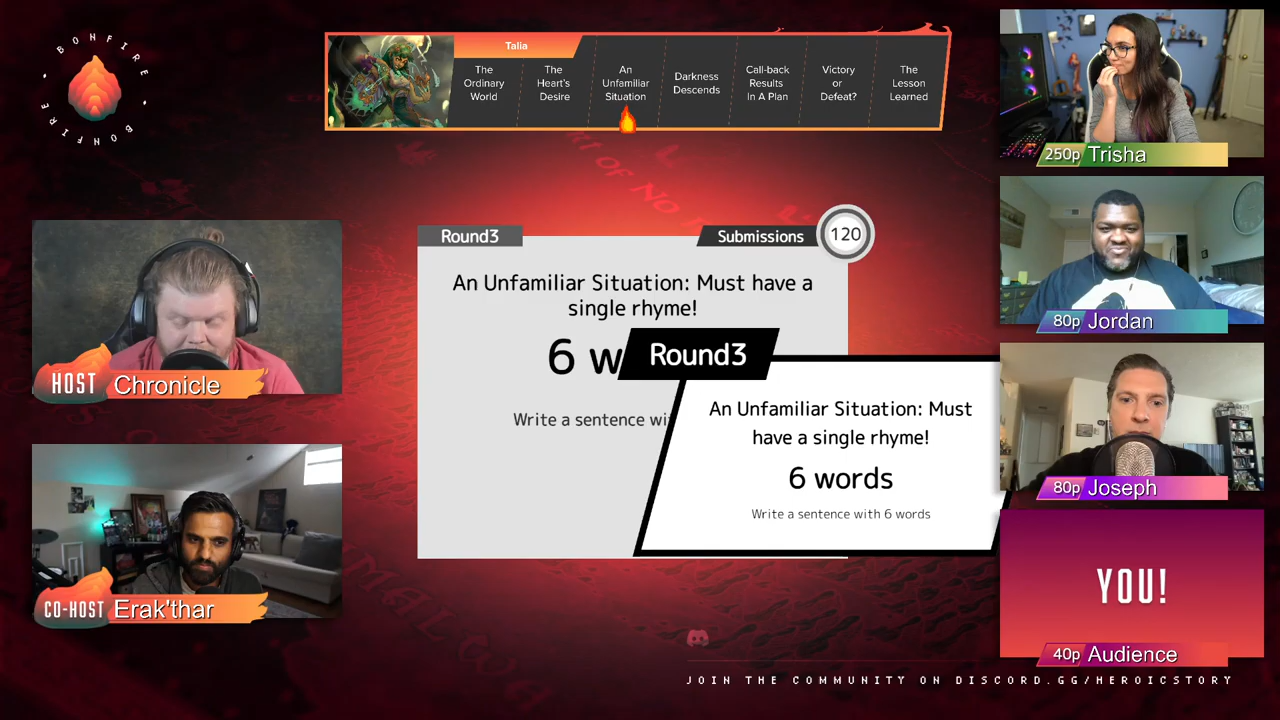 BONFIRE
BONFIRE
Talia
The Ordinary World
The Heart's Desire
An Unfamiliar Situation
Darkness Descends
Call-back Results In A Plan
Victory or Defeat?
The Lesson Learned
250p Trisha
Round3
Submissions
120
An Unfamiliar Situation: Must have a
single rhyme!
6 w
Write a sentence wi
Round3
An Unfamiliar Situation: Must
have a single rhyme!
6 words
Write a sentence with 6 words
80p Jordan
HOST Chronicle
80p Joseph
YOU!
CO-HOST Erak'thar
40p Audience
JOIN THE COMMUNITY ON DISCORD.GG/HEROICSTORY